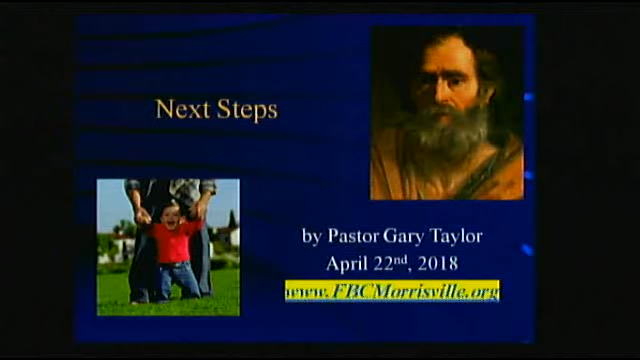 Next Steps
by Pastor Gary Taylor
April 22nd, 2018
www.FBCMorrisville.org